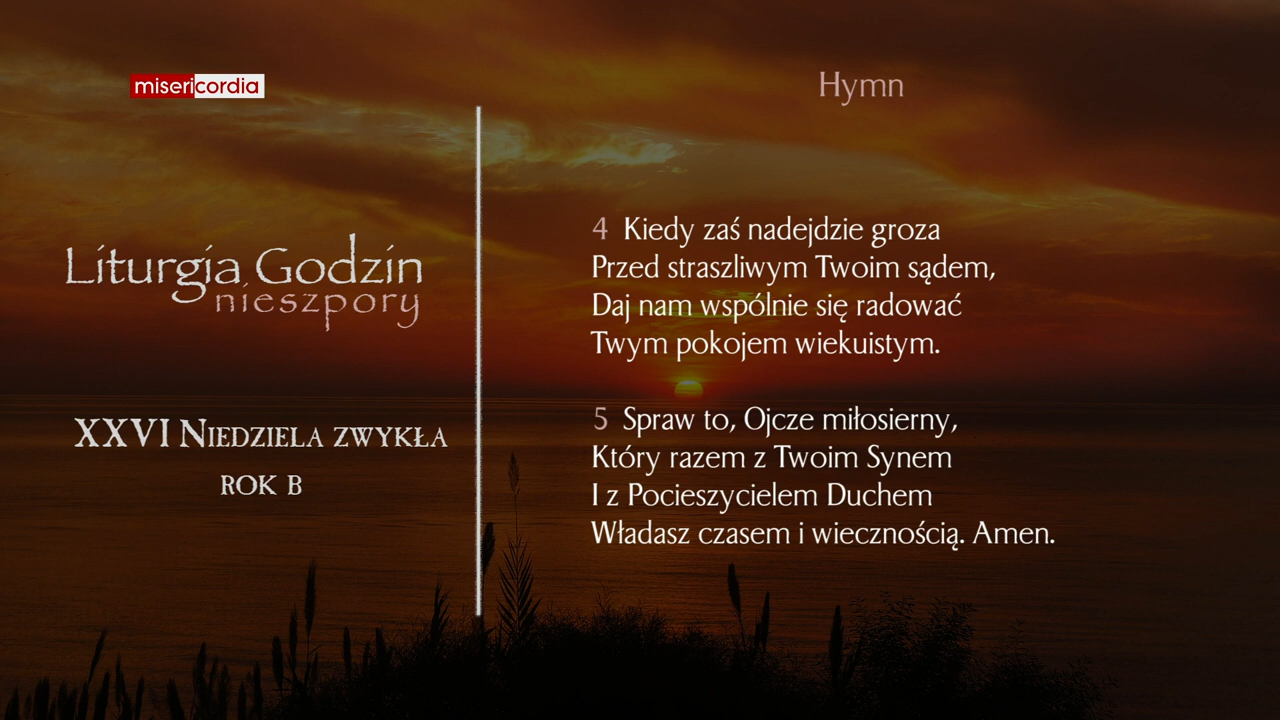 misericordia
Hymn
Liturgia Godzin
nieszpory
XXVI Niedziela zwykła
rok B
4 Kiedy zaś nadejdzie groza
Przed straszliwym Twoim sądem,
Daj nam wspólnie się radować
Twym pokojem wiekuistym.
5 Spraw to, Ojcze miłosierny,
Który razem z Twoim Synem
I z Pocieszycielem Duchem
Władasz czasem i wiecznością. Amen.